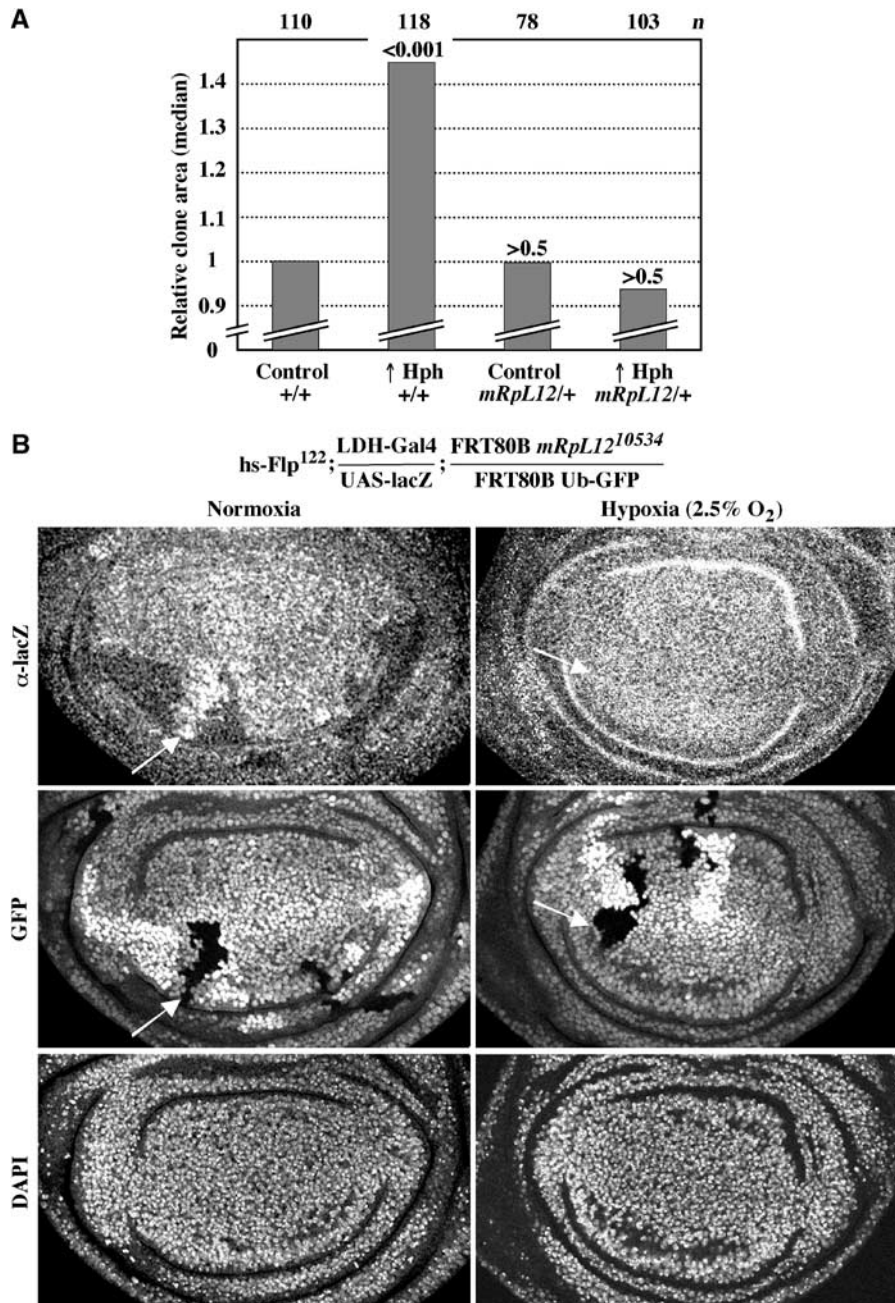 A
110 118 78 103 n
<0.001
1.4
1.3
1.2
1.1
1
0.9
0
>0.5
>0.5
Relative clone area (median)
Control
+/+
↑ Hph
+/+
Control
mRpL12/+
↑ Hph
mRpL12/+
B
hs-Flp122; LDH-Gal4 / UAS-lacZ ; FRT80B mRpL1210534 / FRT80B Ub-GFP
Normoxia
Hypoxia (2.5% O2)
α-lacZ
GFP
DAPI